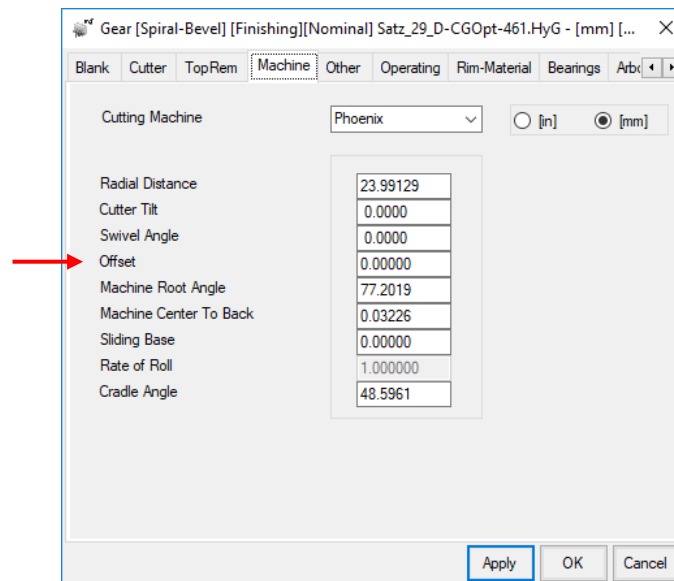 Gear [Spiral-Bevel] [Finishing][Nominal] Satz_29_D-CGOpt-461.HyG - [mm] [...
Blank Cutter TopRem Machine Other Operating Rim-Material Bearings Arbo
Cutting Machine Phoenix [in] [mm]
Radial Distance 23.99129
Cutter Tilt 0.0000
Swivel Angle 0.0000
Offset 0.00000
Machine Root Angle 77.2019
Machine Center To Back 0.03226
Sliding Base 0.00000
Rate of Roll 1.000000
Cradle Angle 48.5961
Apply OK Cancel